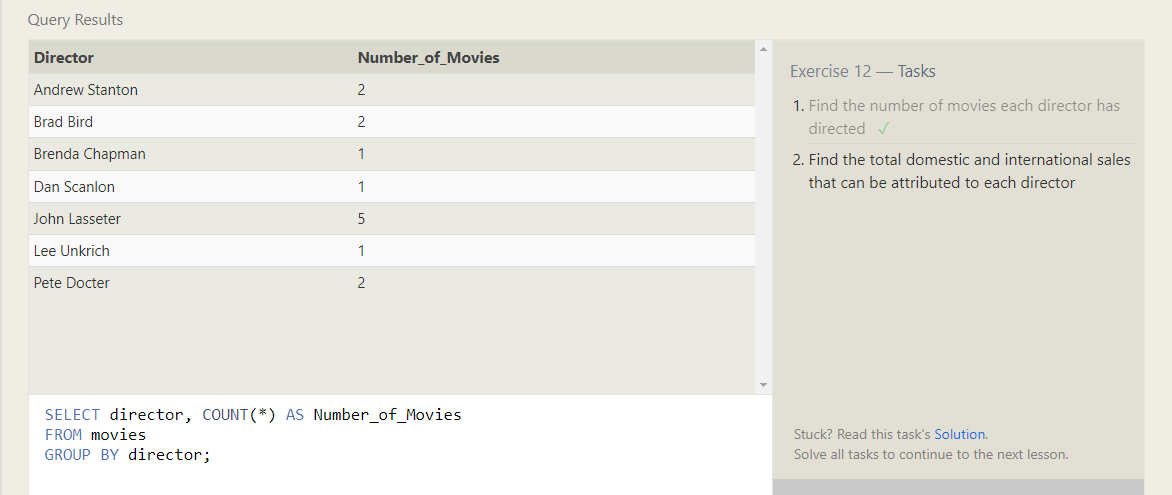 Query Results
Director Number_of_Movies
Andrew Stanton 2
Brad Bird 2
Brenda Chapman 1
Dan Scanlon 1
John Lasseter 5
Lee Unkrich 1
Pete Docter 2
SELECT director, COUNT(*) AS Number_of_Movies
FROM movies
GROUP BY director;
Exercise 12 — Tasks
1. Find the number of movies each director has
directed ✓
2. Find the total domestic and international sales
that can be attributed to each director
Stuck? Read this task's Solution.
Solve all tasks to continue to the next lesson.